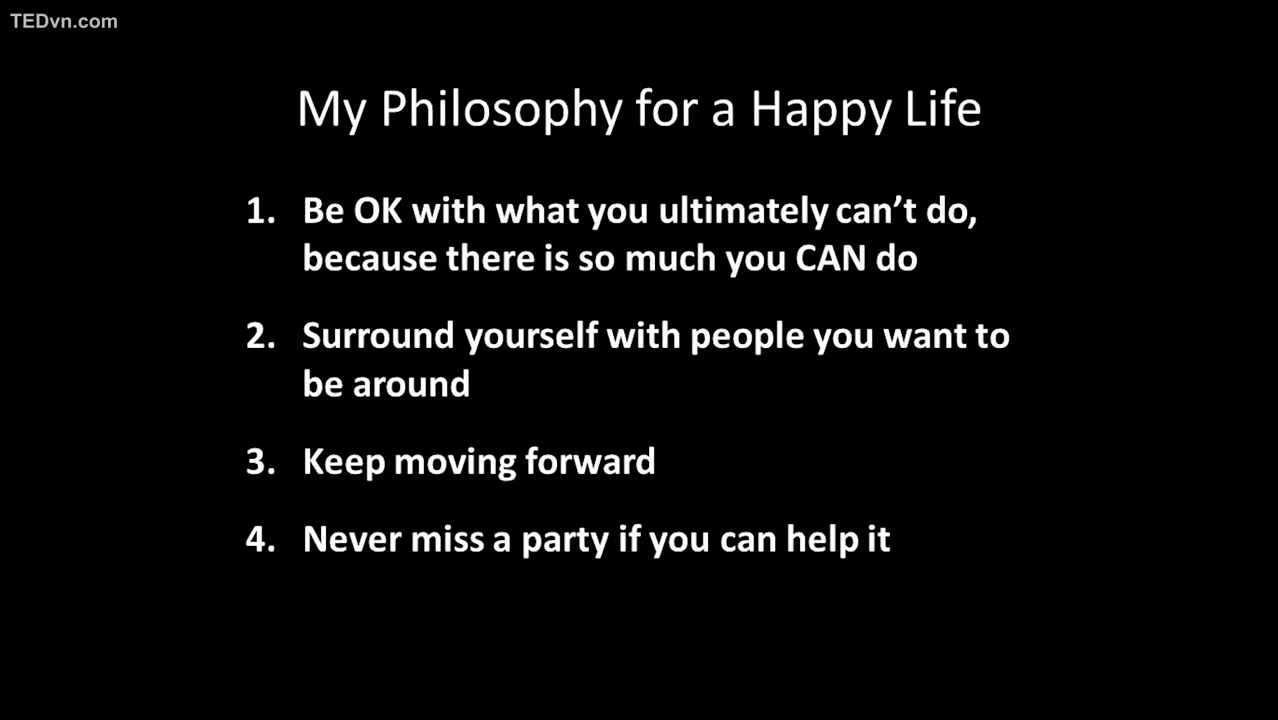 TEDvn.com
My Philosophy for a Happy Life
1. Be OK with what you ultimately can’t do,
because there is so much you CAN do
2. Surround yourself with people you want to
be around
3. Keep moving forward
4. Never miss a party if you can help it